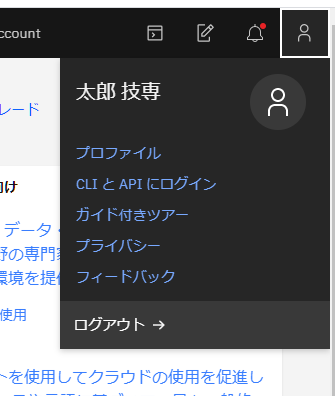 ccount
太郎 技専
レード
プロファイル
CLI と API にログイン
向け
ガイド付きツアー
データ・
プライバシー
野の専門家
フィードバック
環境を提供
使用
ログアウト →
トを使用してクラウドの使用を促進し